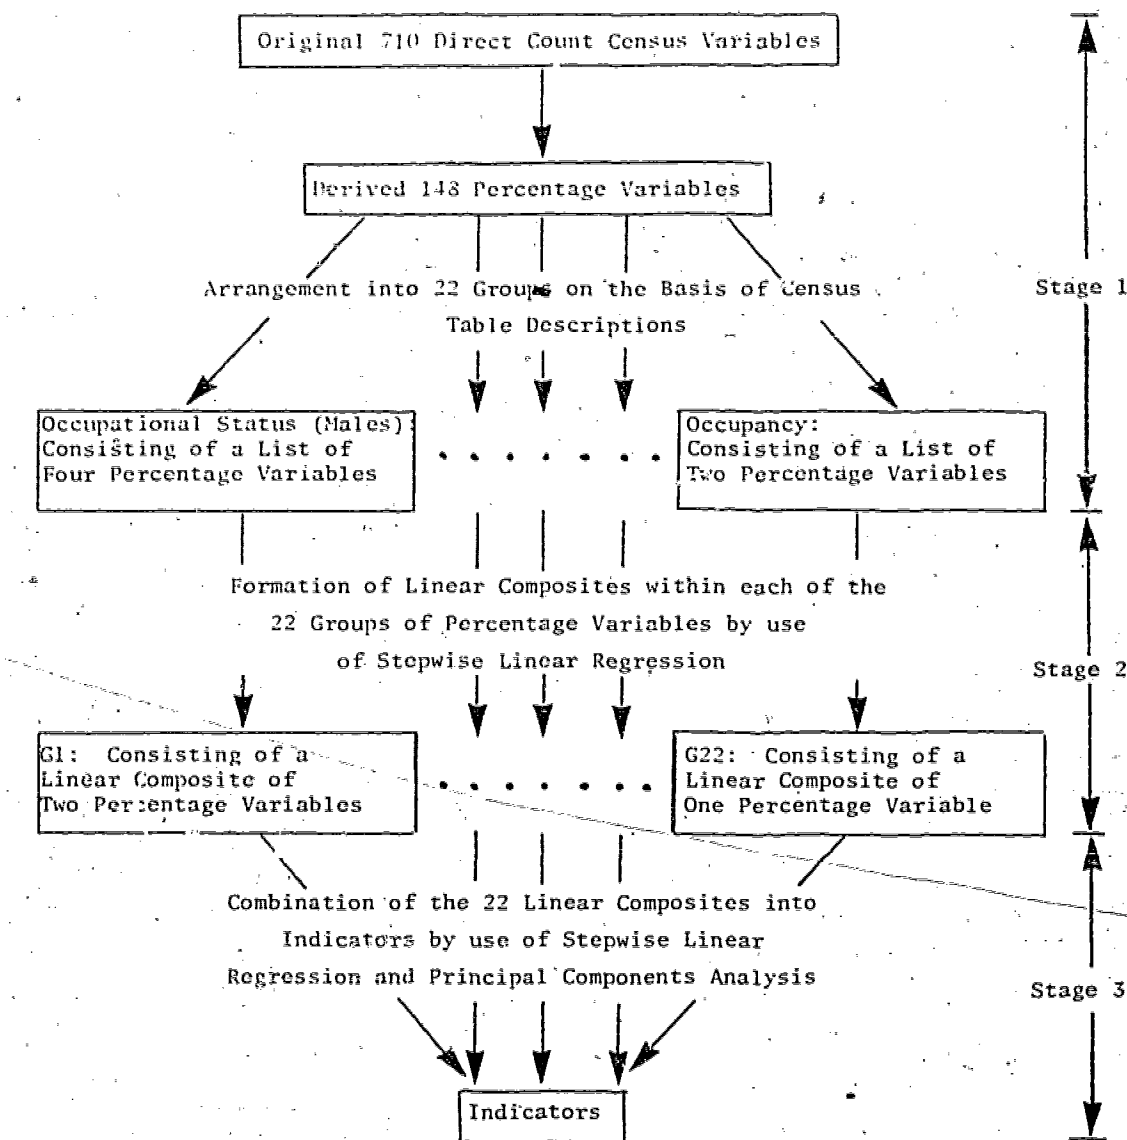 Original 710 Direct Count Census Variables
Derived 148 Percentage Variables
Arrangement into 22 Groups on the Basis of Census
Table Descriptions
Stage 1
Occupational Status (Males):
Consisting of a List of
Four Percentage Variables
Occupancy:
Consisting of a List of
Two Percentage Variables
Formation of Linear Composites within each of the
22 Groups of Percentage Variables by use
of Stepwise Linear Regression
Stage 2
G1: Consisting of a
Linear Composite of
Two Percentage Variables
G22: Consisting of a
Linear Composite of
One Percentage Variable
Combination of the 22 Linear Composites into
Indicators by use of Stepwise Linear
Regression and Principal Components Analysis
Stage 3
Indicators